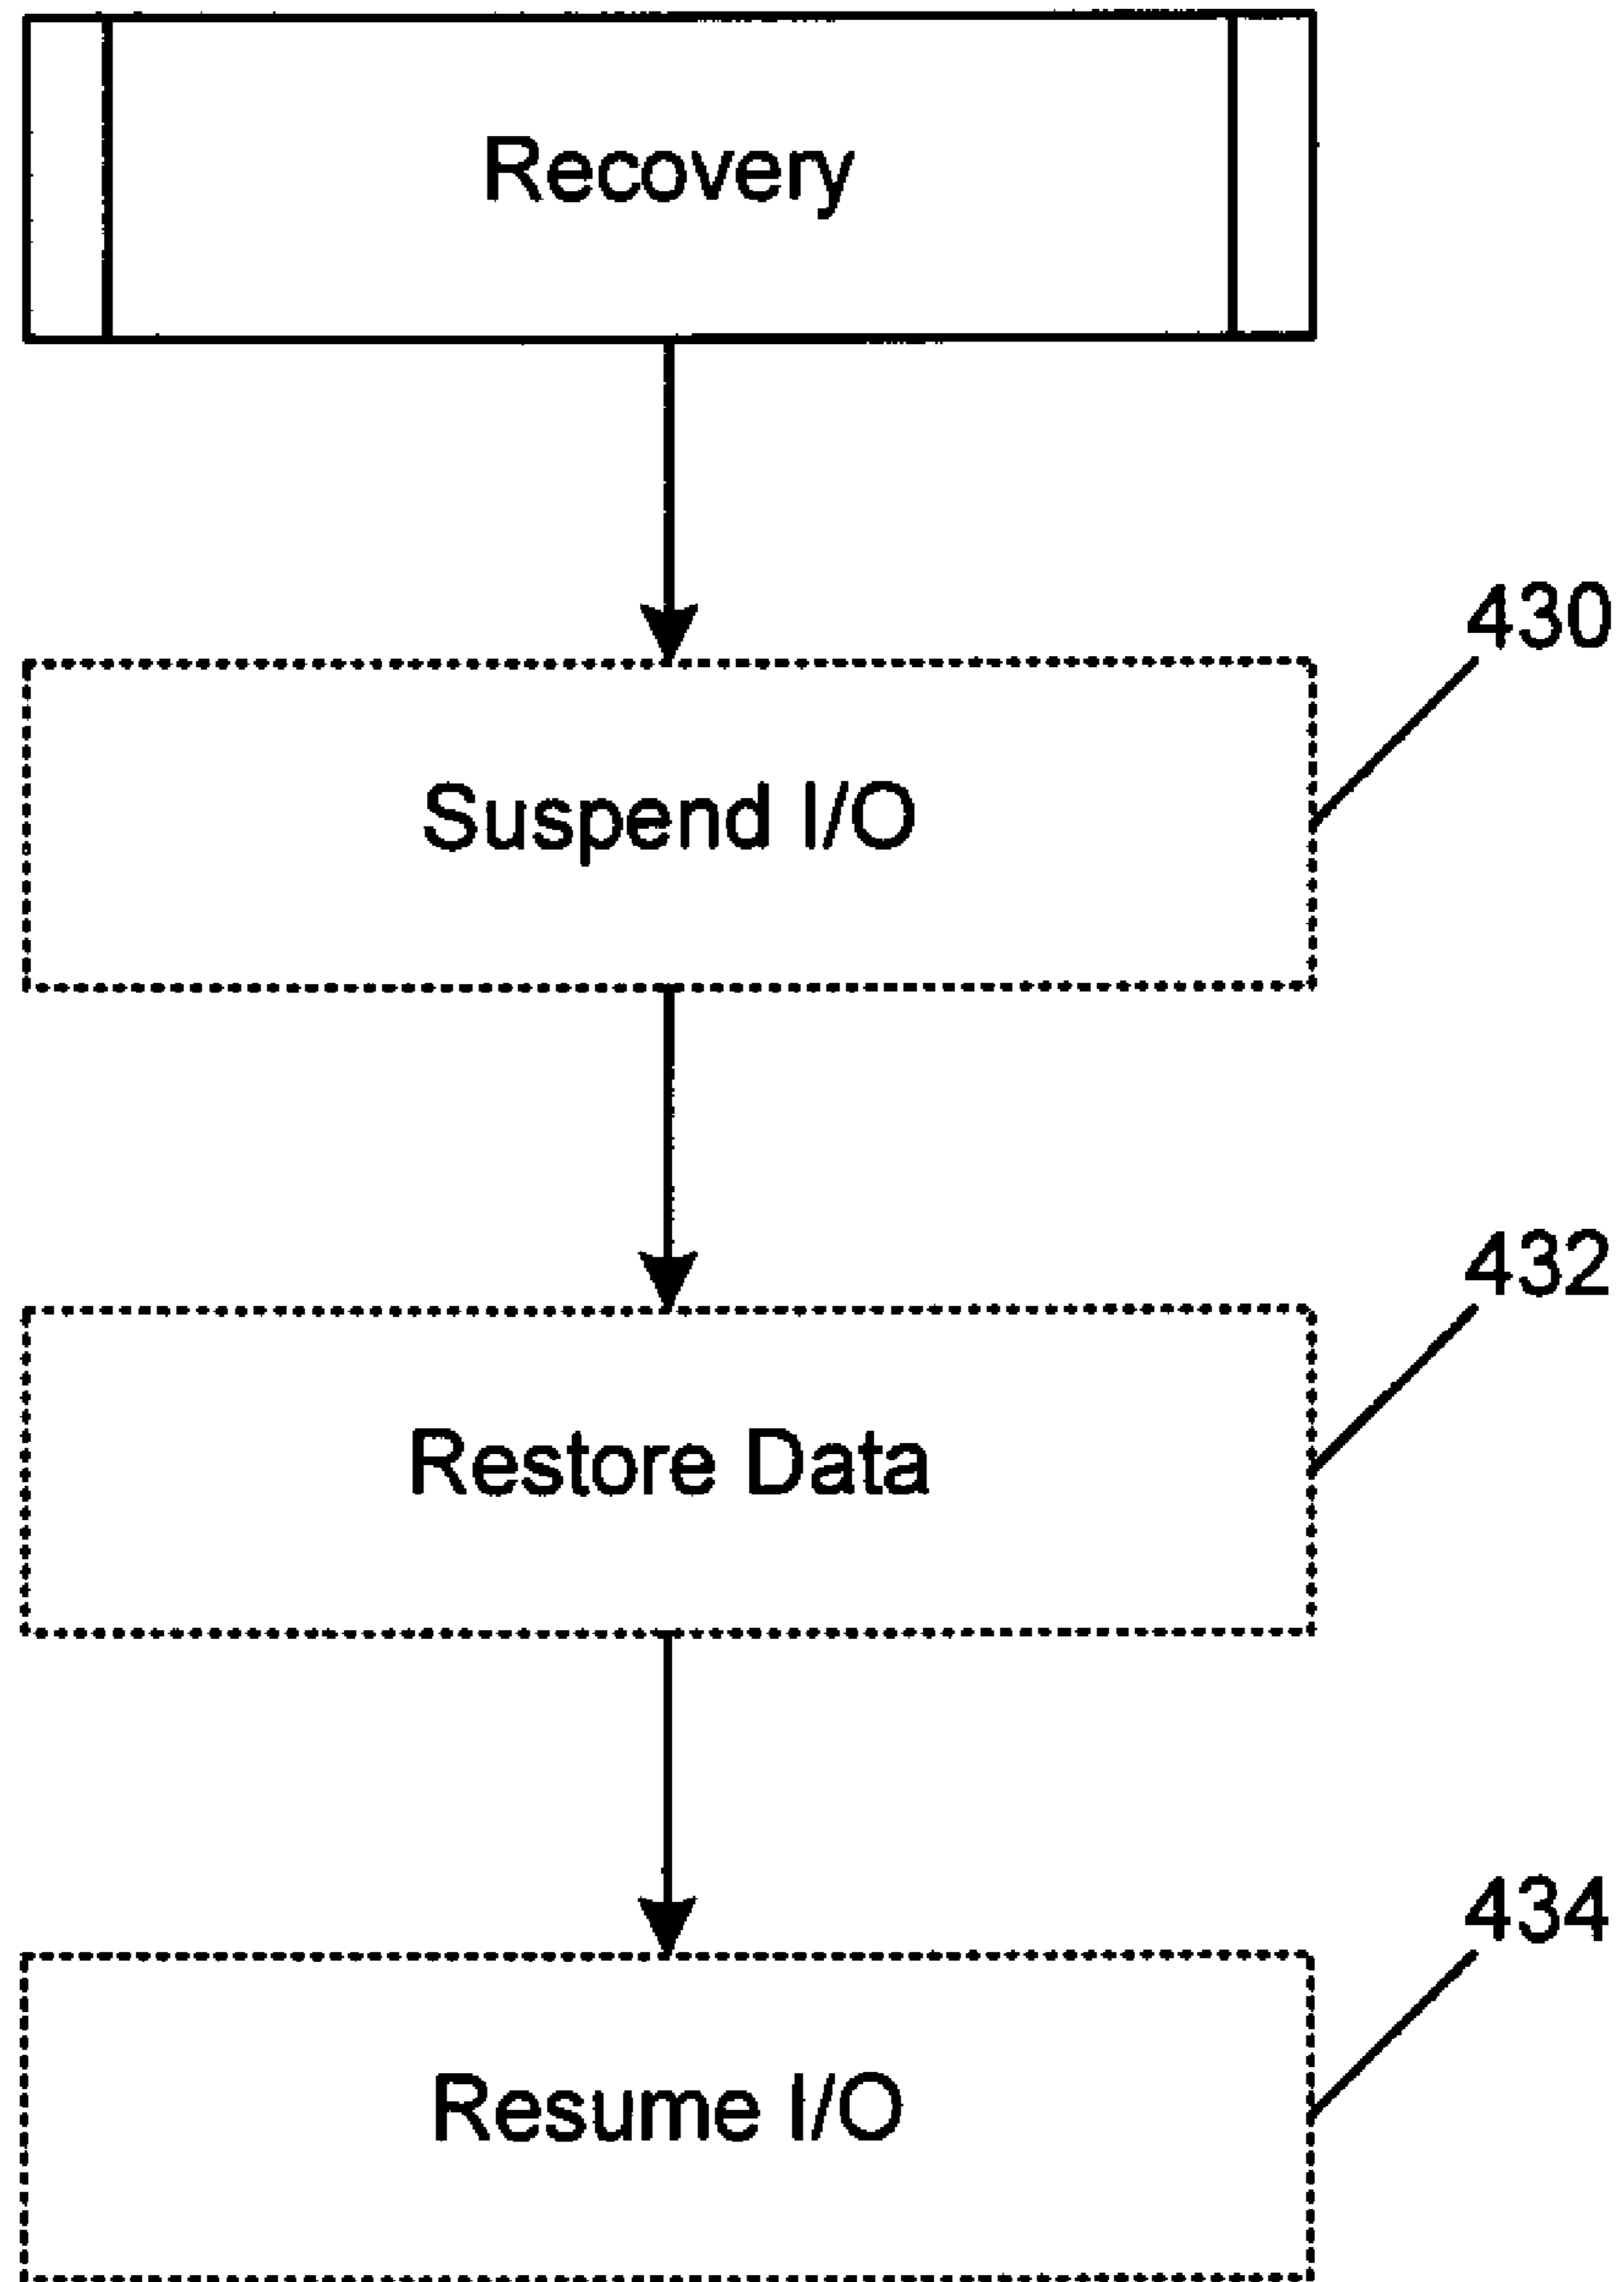 Recovery
430
Suspend I/O
432
Restore Data
434
Resume I/O